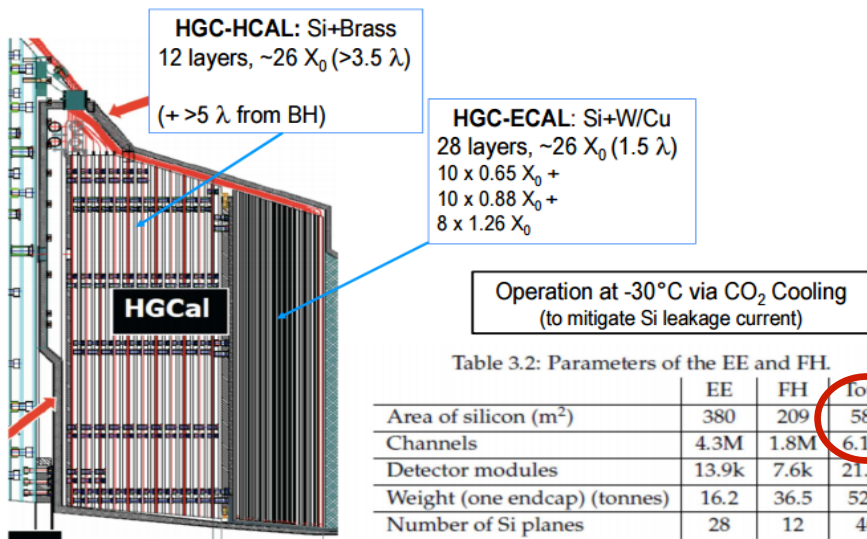 HGC-HCAL: Si+Brass
12 layers, ~26 X₀ (>3.5 λ)
(+ >5 λ from BH)
HGC-ECAL: Si+W/Cu
28 layers, ~26 X₀ (1.5 λ)
10 x 0.65 X₀ +
10 x 0.88 X₀ +
8 x 1.26 X₀
HGCal
Operation at -30°C via CO₂ Cooling
(to mitigate Si leakage current)
Table 3.2: Parameters of the EE and FH.
EE FH
Area of silicon (m²) 380 209
Channels 4.3M 1.8M
Detector modules 13.9k 7.6k
Weight (one endcap) (tonnes) 16.2 36.5
Number of Si planes 28 12